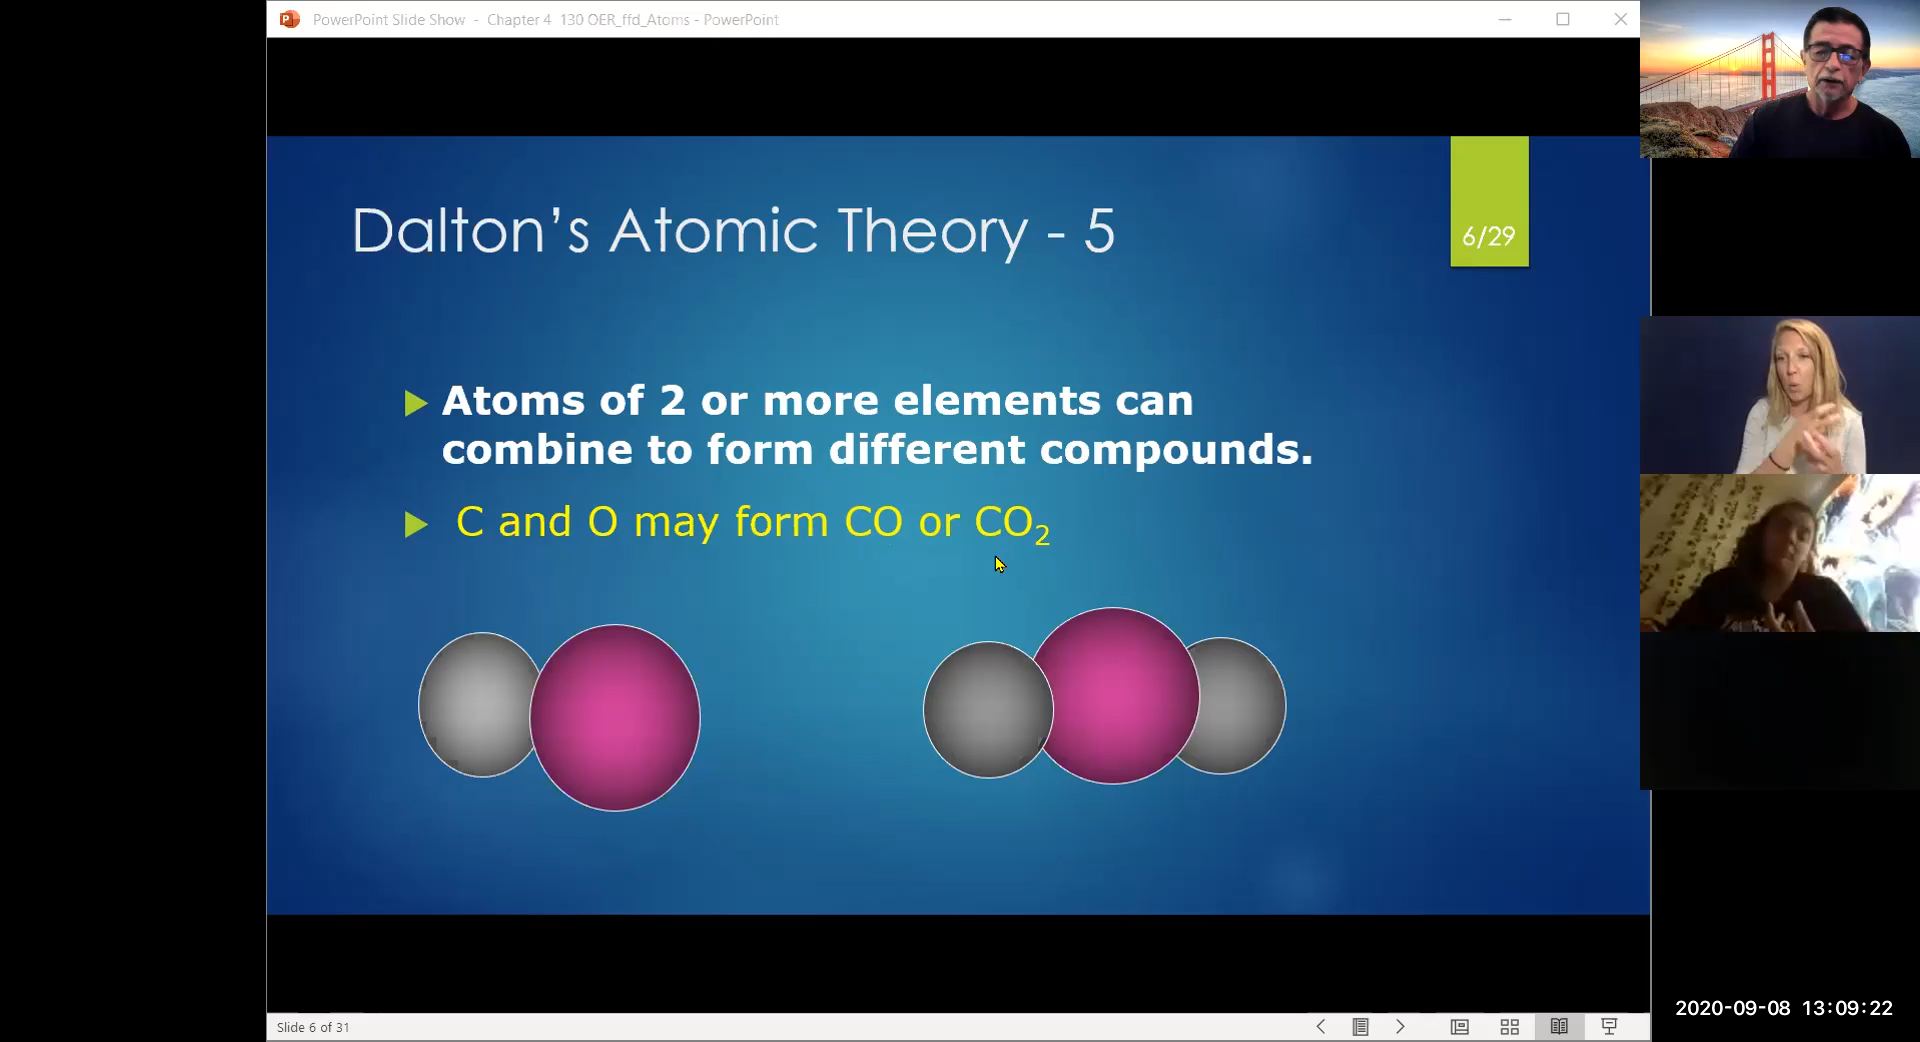 PowerPoint Slide Show - Chapter 4 130 OER_ffd_Atoms - PowerPoint
Dalton’s Atomic Theory - 5
6/29
Atoms of 2 or more elements can
combine to form different compounds.
C and O may form CO or CO₂
2020-09-08 13:09:22
Slide 6 of 31